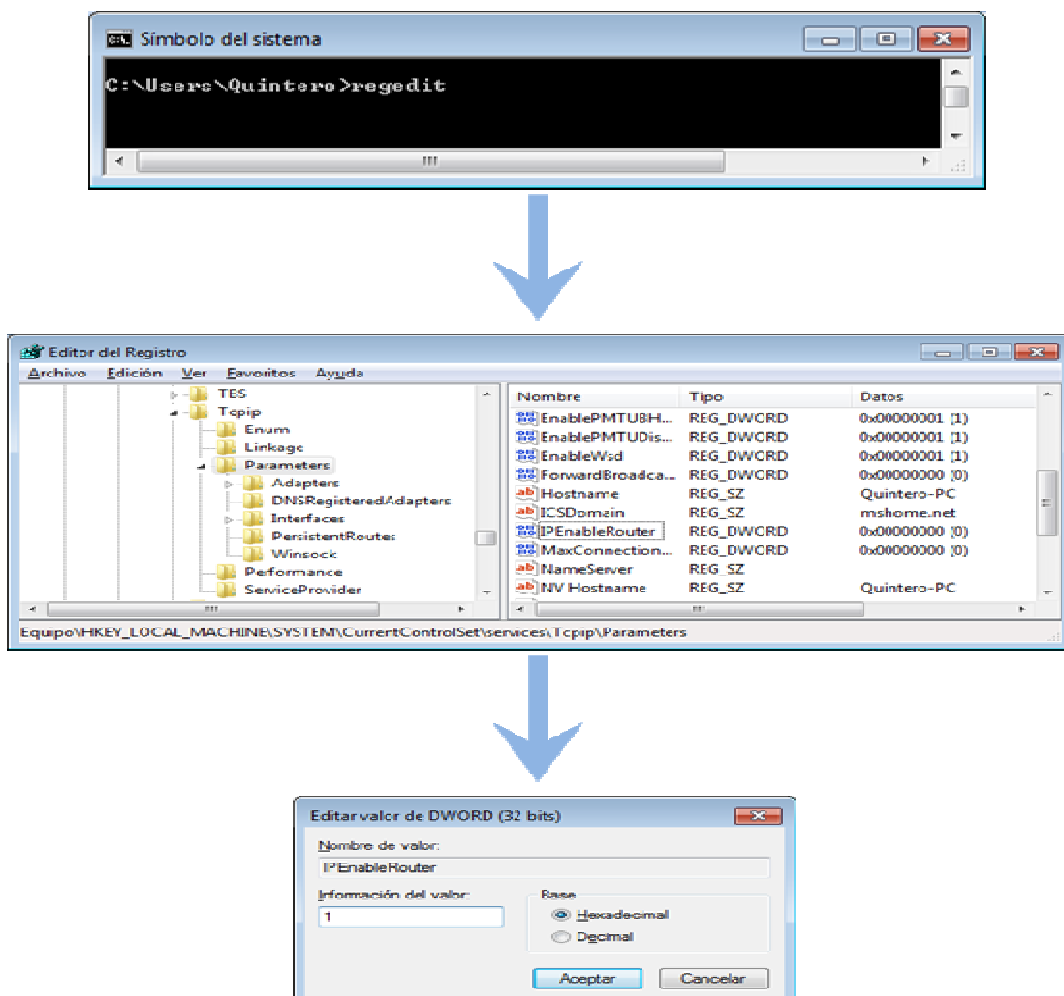 Símbolo del sistema
C:\Users\Quintero>regedit
Editor del Registro
Archivo Edición Ver Favoritos Ayuda
TBS
Tcpip
Enum
Linkage
Parameters
Adapters
DNSRegisteredAdapters
Interfaces
PersistentRoutes
Winsock
Performance
ServiceProvider
Nombre Tipo Datos
EnablePMTUBH... REG_DWORD 0x00000001 (1)
EnablePMTUDis... REG_DWORD 0x00000001 (1)
EnableWsd REG_DWORD 0x00000001 (1)
ForwardBroadca... REG_DWORD 0x00000000 (0)
Hostname REG_SZ Quintero-PC
ICSDomain REG_SZ mshome.net
IPEnableRouter REG_DWORD 0x00000000 (0)
MaxConnection... REG_DWORD 0x00000000 (0)
NameServer REG_SZ
NV Hostname REG_SZ Quintero-PC
Equipo\HKEY_LOCAL_MACHINE\SYSTEM\CurrentControlSet\services\Tcpip\Parameters
Editar valor de DWORD (32 bits)
Nombre de valor:
IPEnableRouter
Información del valor:
1
Base
Hexadecimal
Decimal
Aceptar Cancelar